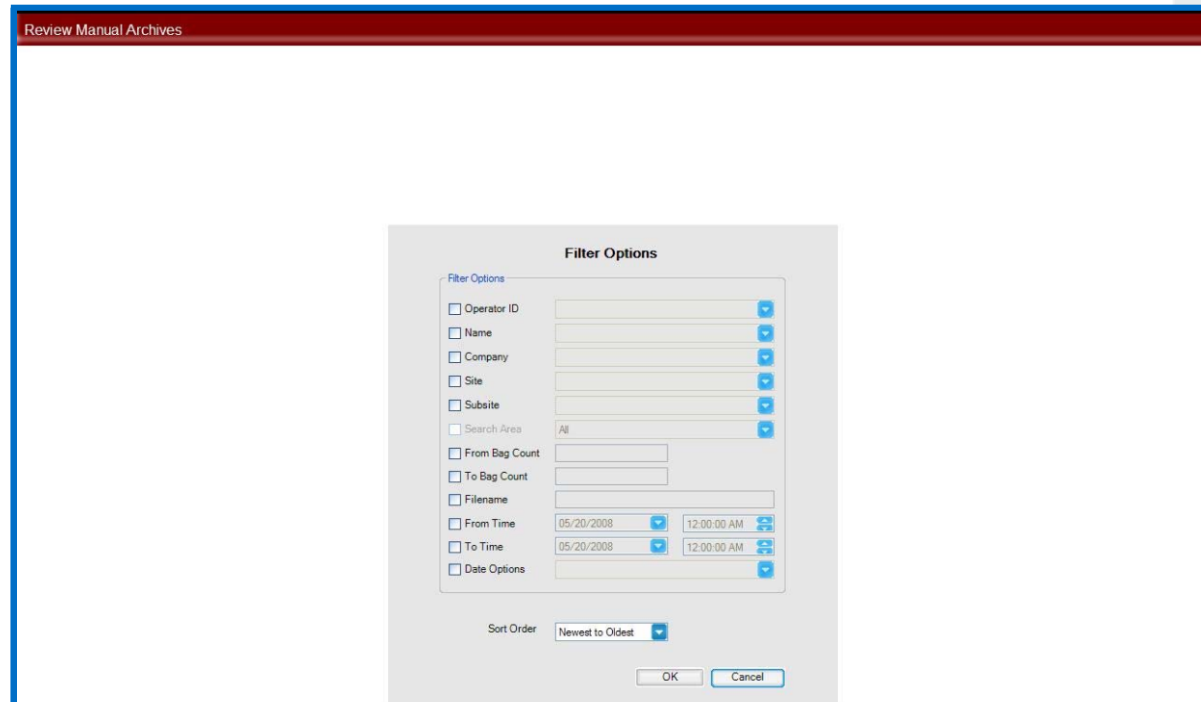 Review Manual Archives
Filter Options
Filter Options
Operator ID
Name
Company
Site
Subsite
Search Area All
From Bag Count
To Bag Count
Filename
From Time 05/20/2008 12:00:00 AM
To Time 05/20/2008 12:00:00 AM
Date Options
Sort Order Newest to Oldest
OK Cancel